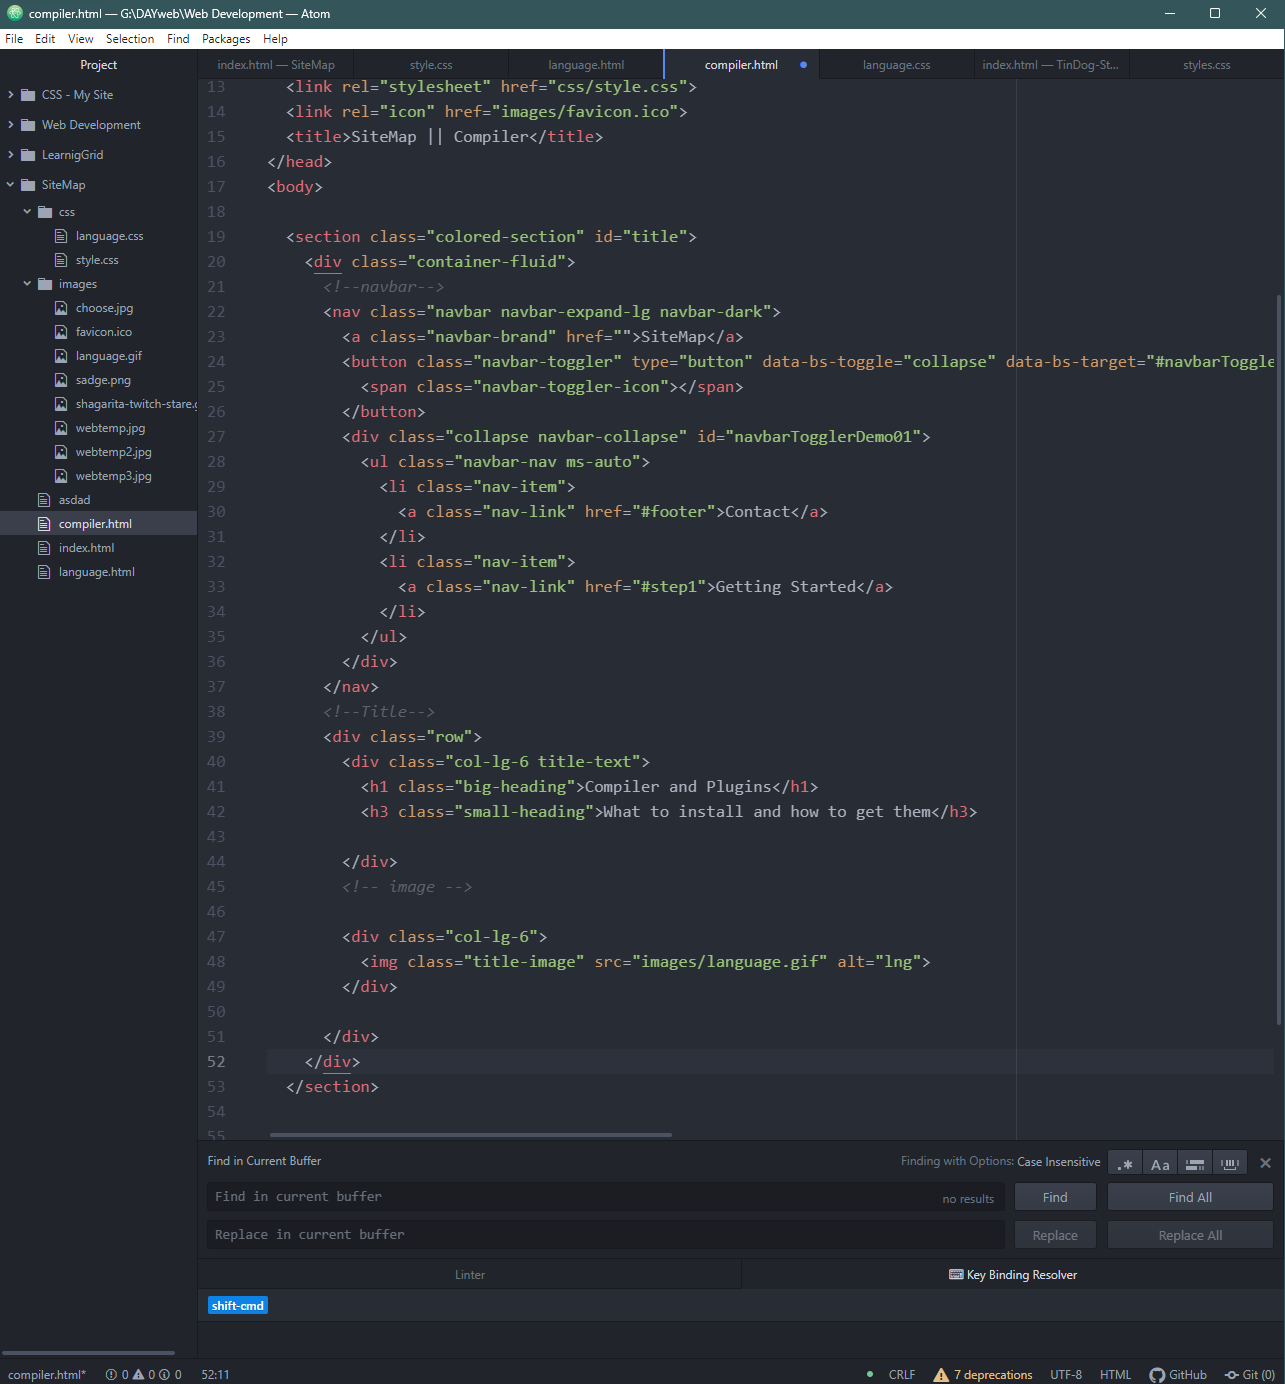 compiler.html — G:\DAYweb\Web Development — Atom
File Edit View Selection Find Packages Help
Project
index.html — SiteMap
style.css
language.html
compiler.html
language.css
index.html — TinDog-St...
styles.css
CSS - My Site
Web Development
LearnigGrid
SiteMap
css
language.css
style.css
images
choose.jpg
favicon.ico
language.gif
sadge.png
shagarita-twitch-stare.g
webtemp.jpg
webtemp2.jpg
webtemp3.jpg
asdad
compiler.html
index.html
language.html
13 <link rel="stylesheet" href="css/style.css">
14 <link rel="icon" href="images/favicon.ico">
15 <title>SiteMap || Compiler</title>
16 </head>
17 <body>
18
19 <section class="colored-section" id="title">
20 <div class="container-fluid">
21 <!--navbar-->
22 <nav class="navbar navbar-expand-lg navbar-dark">
23 <a class="navbar-brand" href="">SiteMap</a>
24 <button class="navbar-toggler" type="button" data-bs-toggle="collapse" data-bs-target="#navbarToggle
25 <span class="navbar-toggler-icon"></span>
26 </button>
27 <div class="collapse navbar-collapse" id="navbarTogglerDemo01">
28 <ul class="navbar-nav ms-auto">
29 <li class="nav-item">
30 <a class="nav-link" href="#footer">Contact</a>
31 </li>
32 <li class="nav-item">
33 <a class="nav-link" href="#step1">Getting Started</a>
34 </li>
35 </ul>
36 </div>
37 </nav>
38 <!--Title-->
39 <div class="row">
40 <div class="col-lg-6 title-text">
41 <h1 class="big-heading">Compiler and Plugins</h1>
42 <h3 class="small-heading">What to install and how to get them</h3>
43
44 </div>
45 <!-- image -->
46
47 <div class="col-lg-6">
48 <img class="title-image" src="images/language.gif" alt="lng">
49 </div>
50
51 </div>
52 </div>
53 </section>
54
55
Find in Current Buffer
Finding with Options: Case Insensitive
.* Aa
Find in current buffer
no results
Find
Find All
Replace in current buffer
Replace
Replace All
Linter
Key Binding Resolver
shift-cmd
compiler.html* 0 0 0 52:11
CRLF 7 deprecations UTF-8 HTML GitHub Git (0)